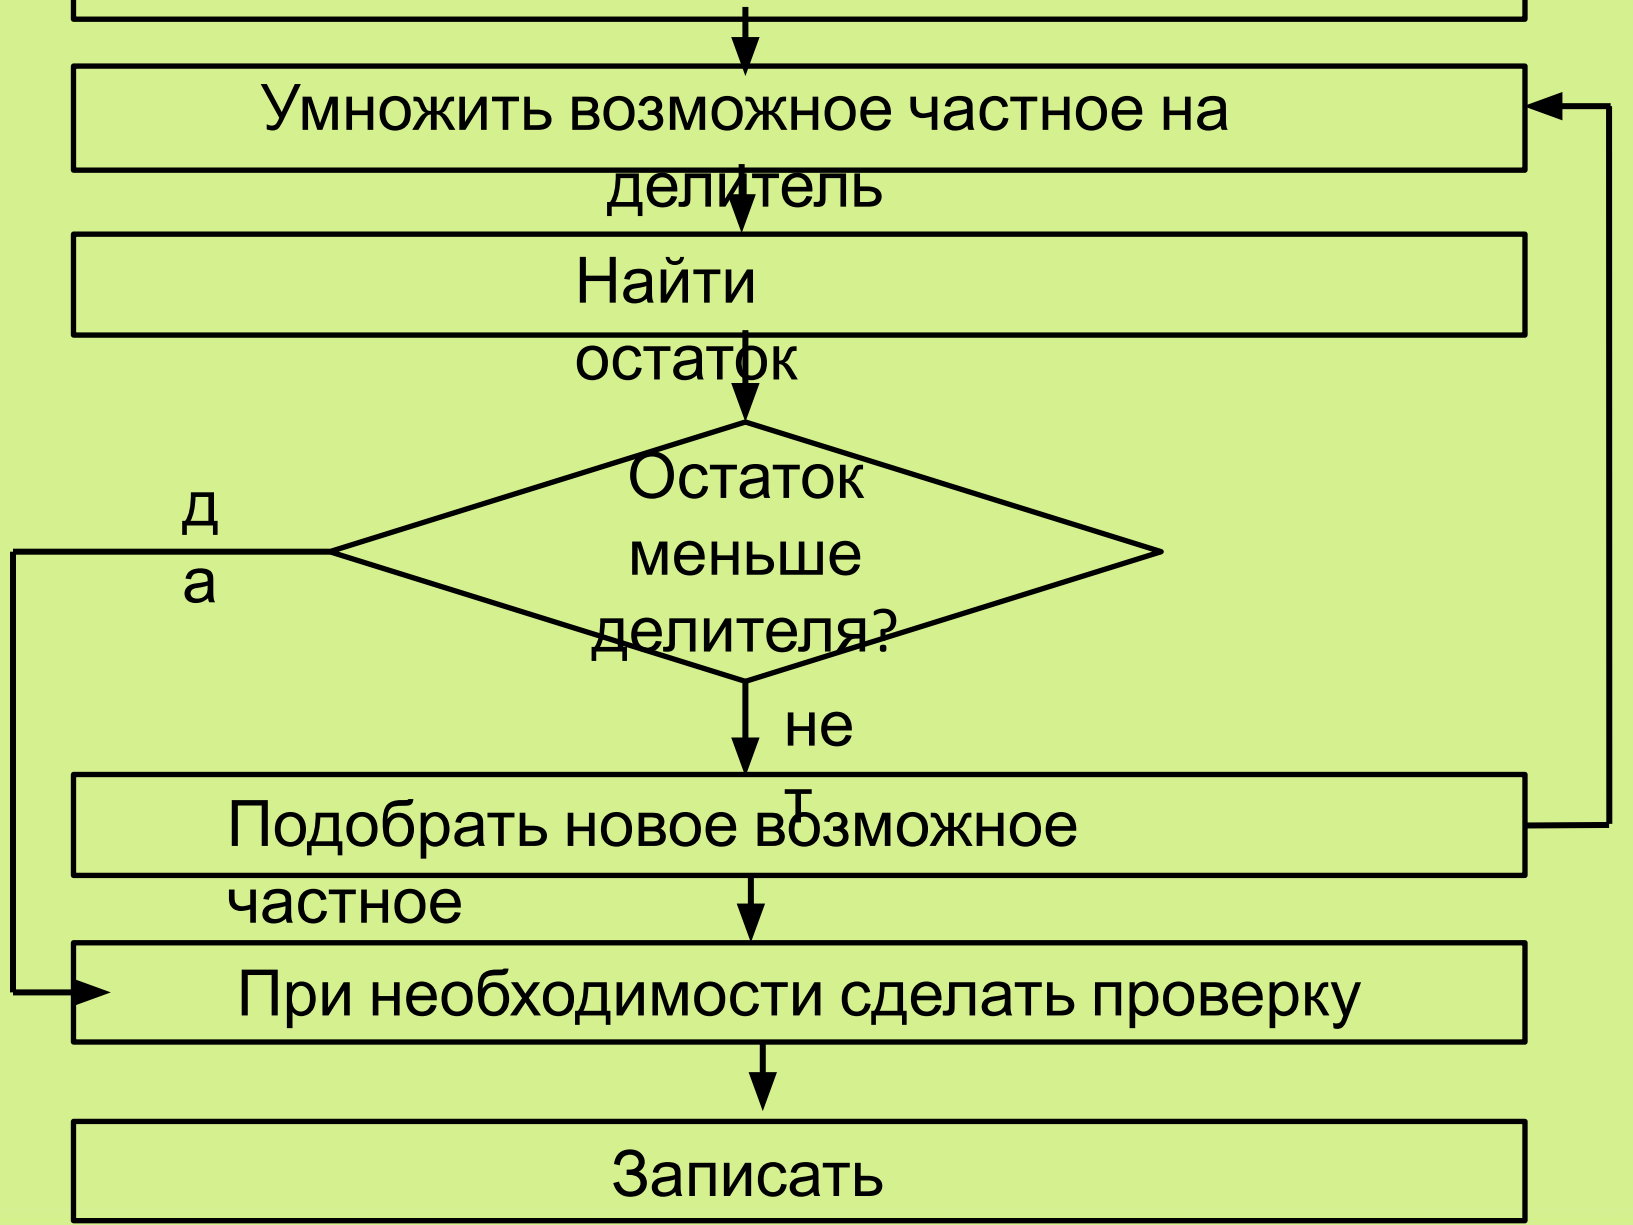 Умножить возможное частное на
делитель
Найти
остаток
Остаток
меньше
делителя?
д
а
не
т
Подобрать новое возможное
частное
При необходимости сделать проверку
Записать